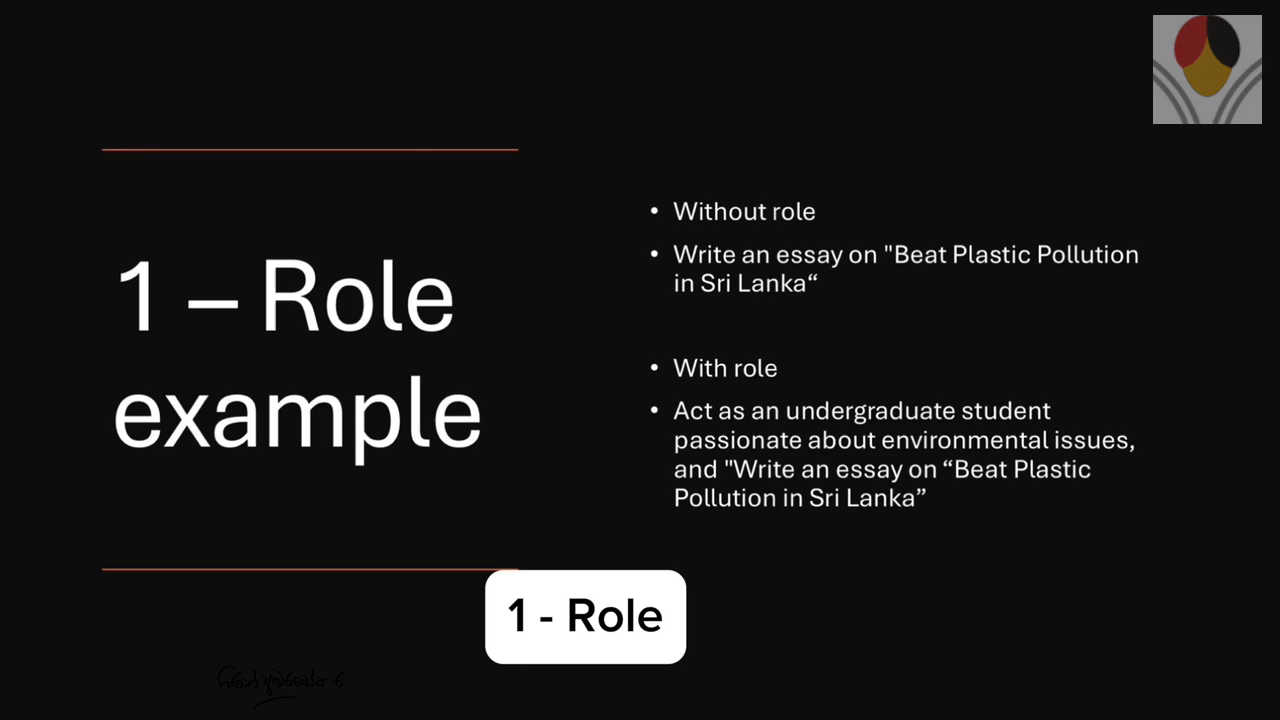 1 – Role
example
• Without role
• Write an essay on "Beat Plastic Pollution
in Sri Lanka“
• With role
• Act as an undergraduate student
passionate about environmental issues,
and "Write an essay on “Beat Plastic
Pollution in Sri Lanka”
1 - Role